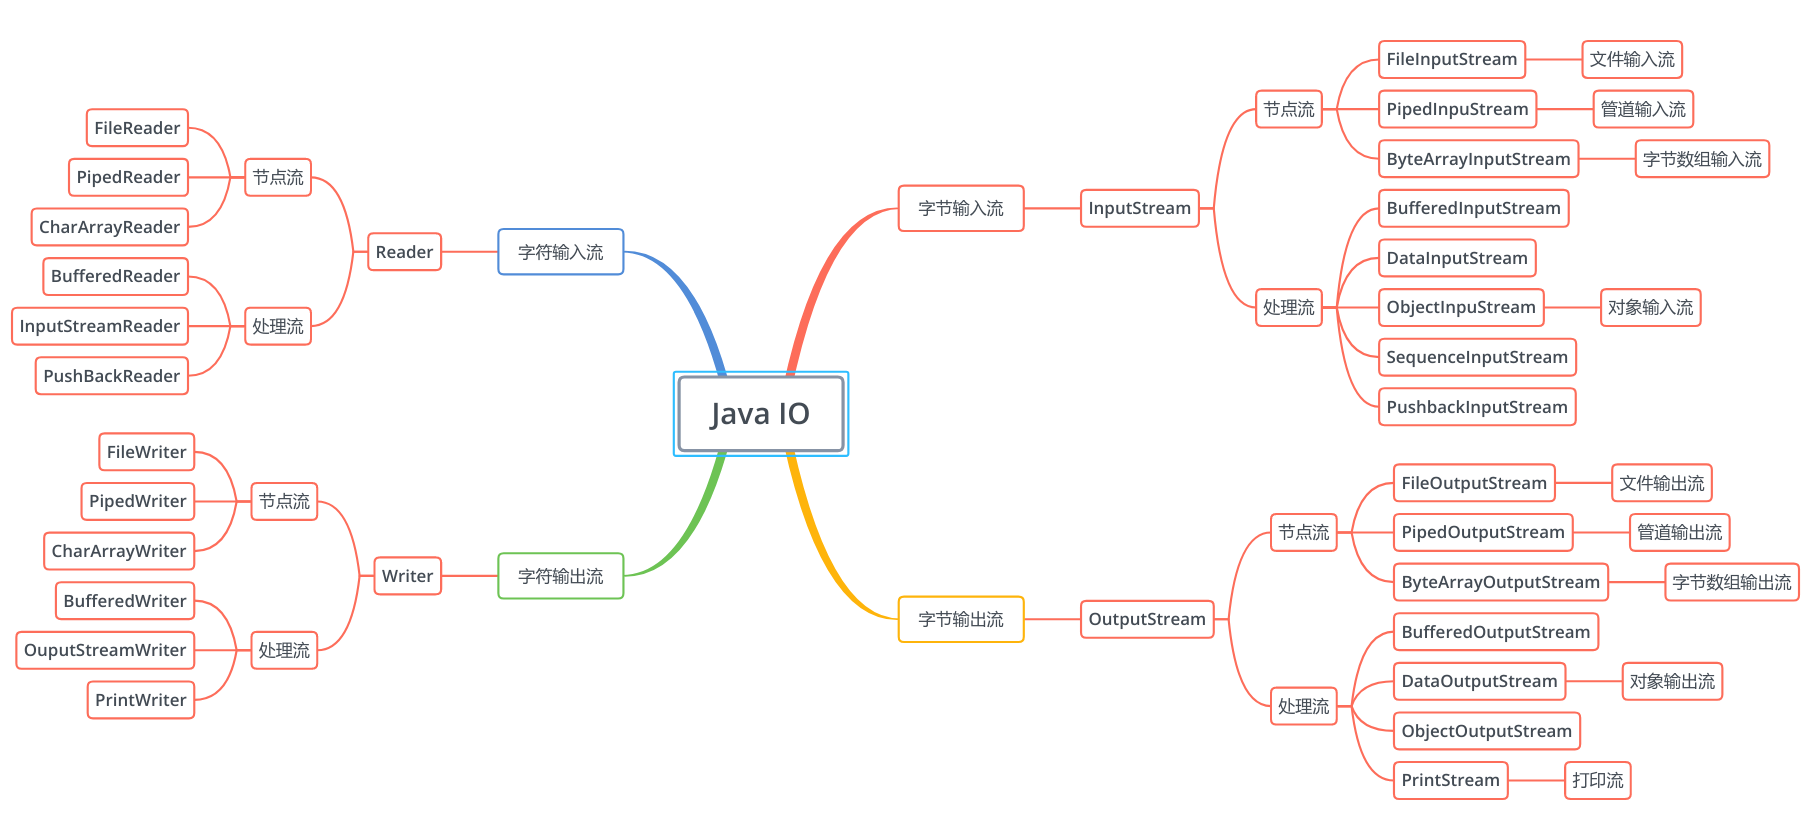 Java IO
字符输入流
Reader
节点流
FileReader
PipedReader
CharArrayReader
处理流
BufferedReader
InputStreamReader
PushBackReader
字符输出流
Writer
节点流
FileWriter
PipedWriter
CharArrayWriter
处理流
BufferedWriter
OuputStreamWriter
PrintWriter
字节输入流
InputStream
节点流
FileInputStream
文件输入流
PipedInpuStream
管道输入流
ByteArrayInputStream
字节数组输入流
处理流
BufferedInputStream
DataInputStream
ObjectInpuStream
对象输入流
SequenceInputStream
PushbackInputStream
字节输出流
OutputStream
节点流
FileOutputStream
文件输出流
PipedOutputStream
管道输出流
ByteArrayOutputStream
字节数组输出流
处理流
BufferedOutputStream
DataOutputStream
对象输出流
ObjectOutputStream
PrintStream
打印流